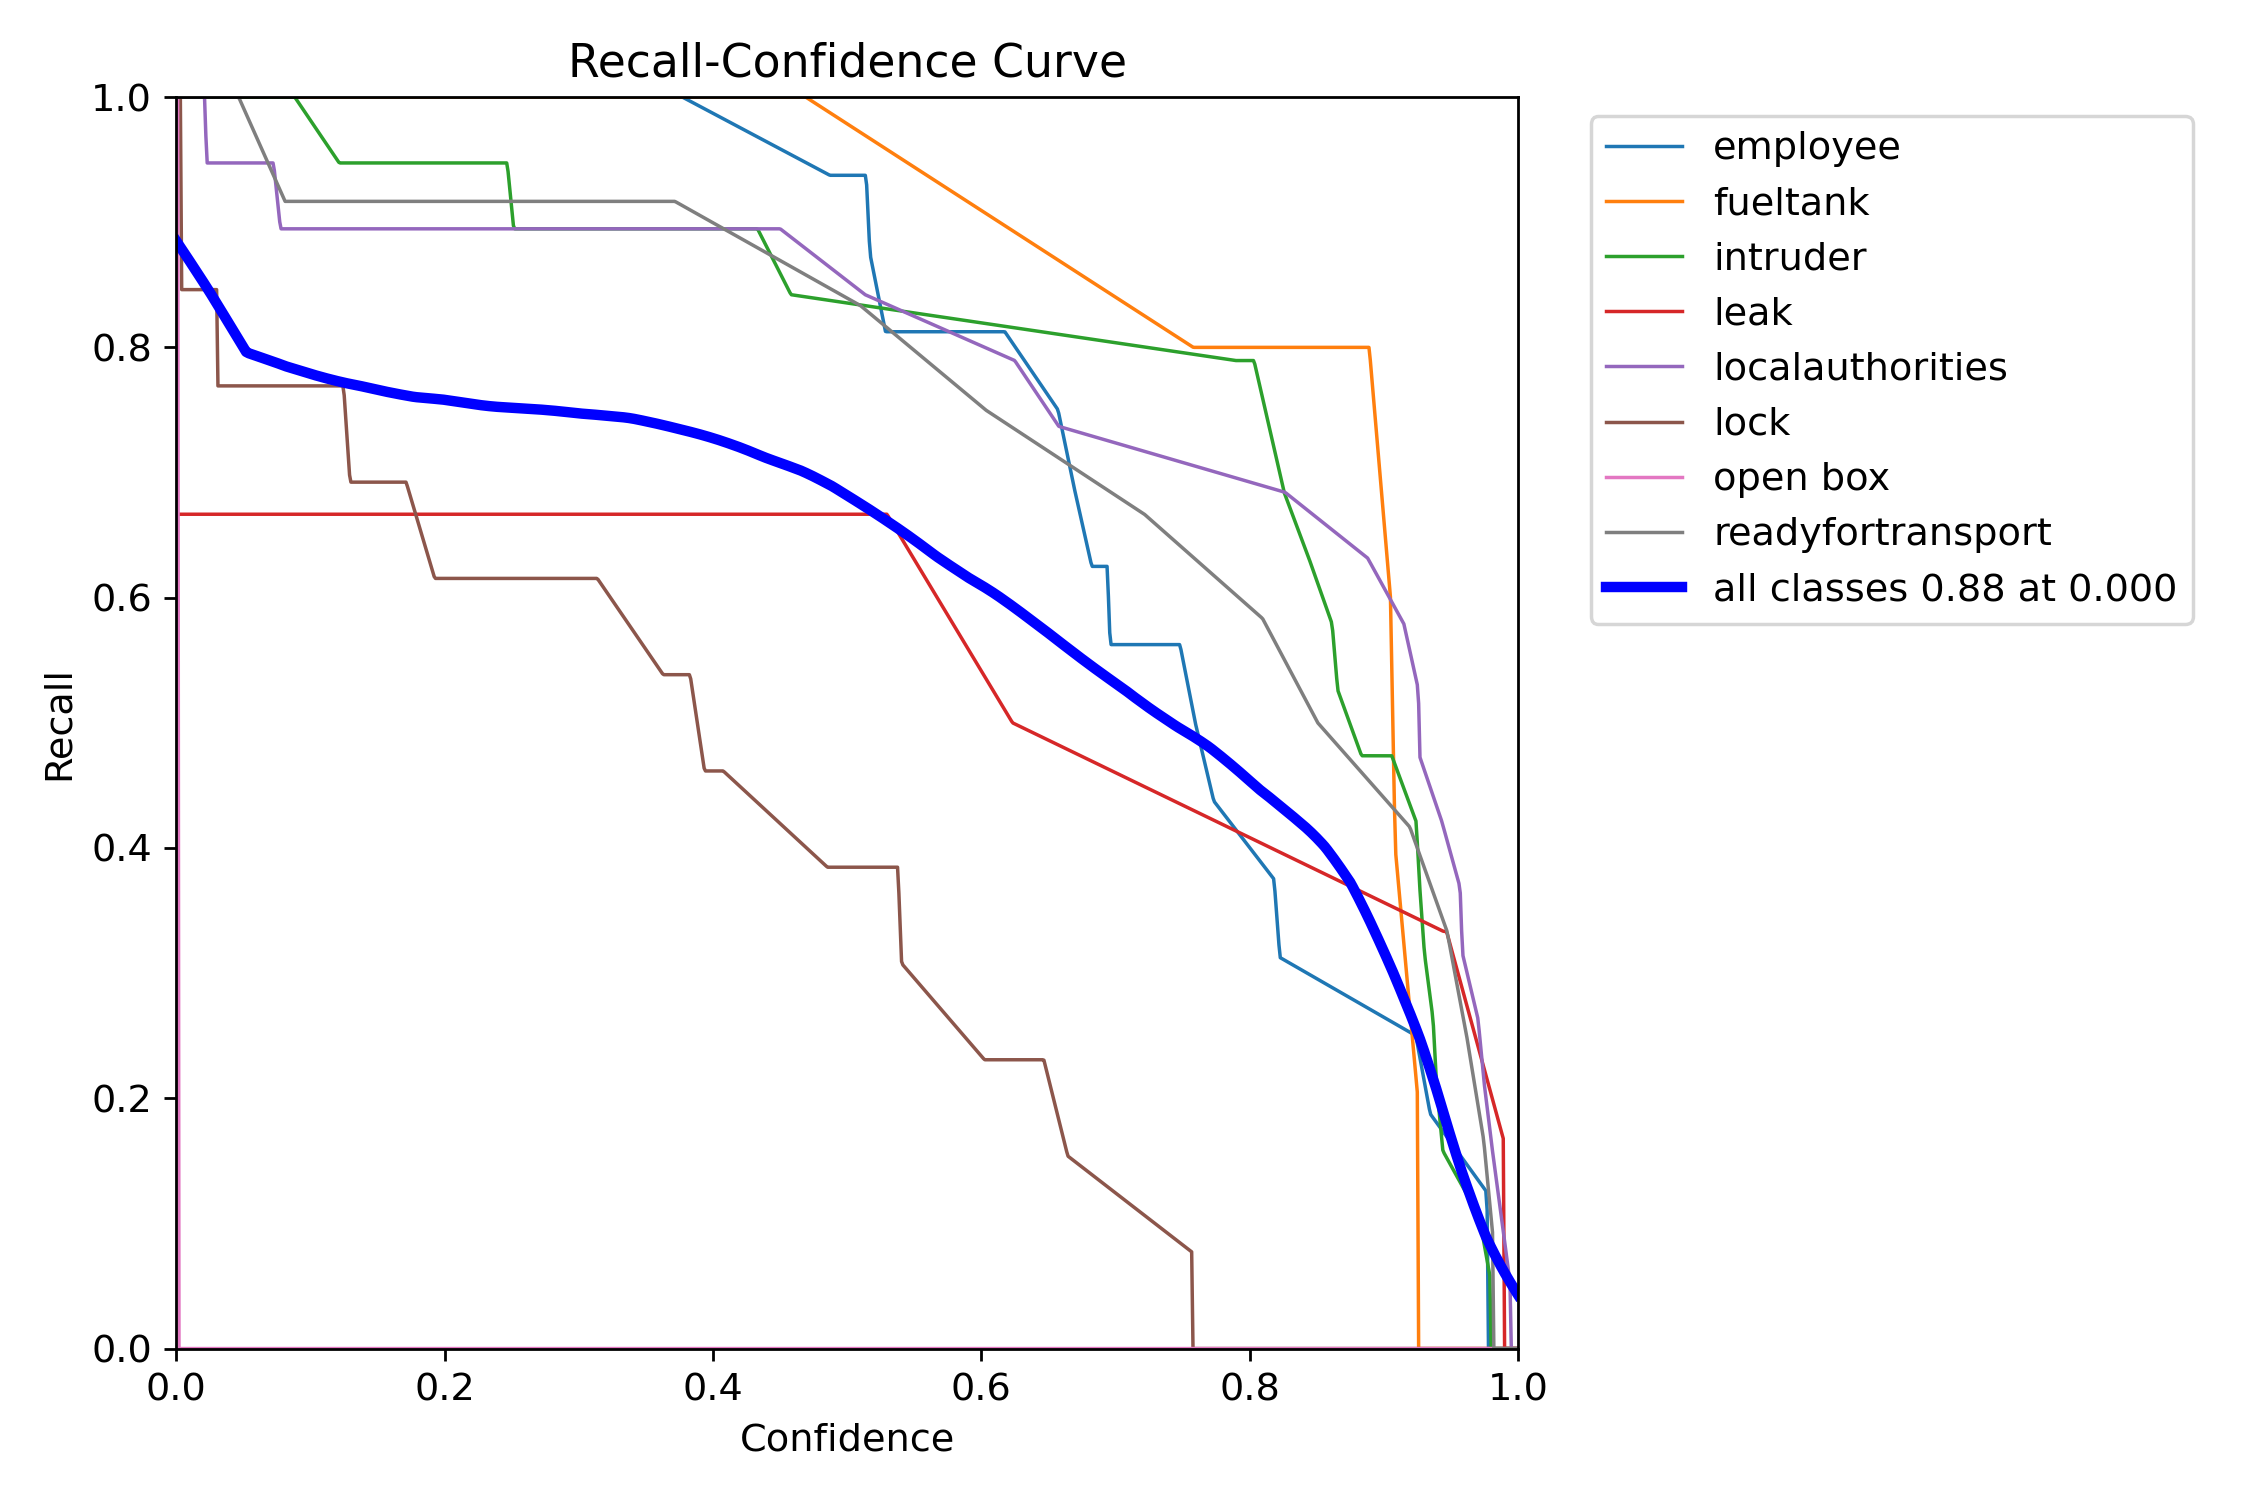 Recall-Confidence Curve
1.0
0.8
0.6
0.4
0.2
0.0
Recall
0.0 0.2 0.4 0.6 0.8 1.0
Confidence
employee
fueltank
intruder
leak
localauthorities
lock
open box
readyfortransport
all classes 0.88 at 0.000